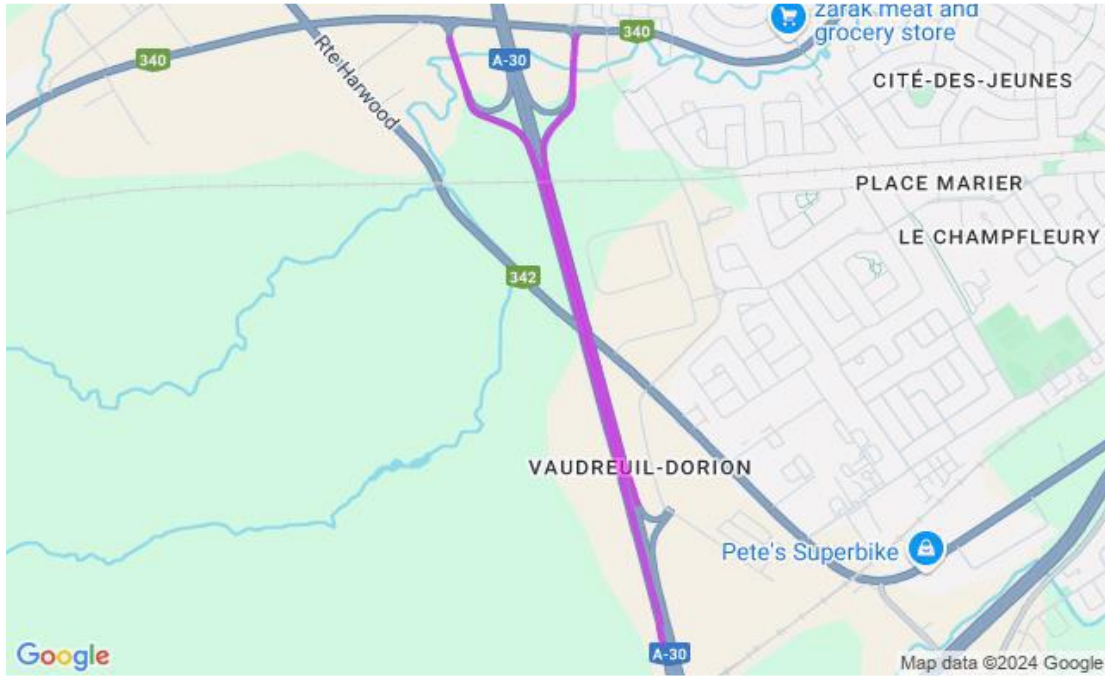 zarak meat and
grocery store
340
A-30
340
CITÉ-DES-JEUNES
Rte Harwood
PLACE MARIER
LE CHAMPFLEURY
342
VAUDREUIL-DORION
Pete's Superbike
A-30
Google
Map data ©2024 Google